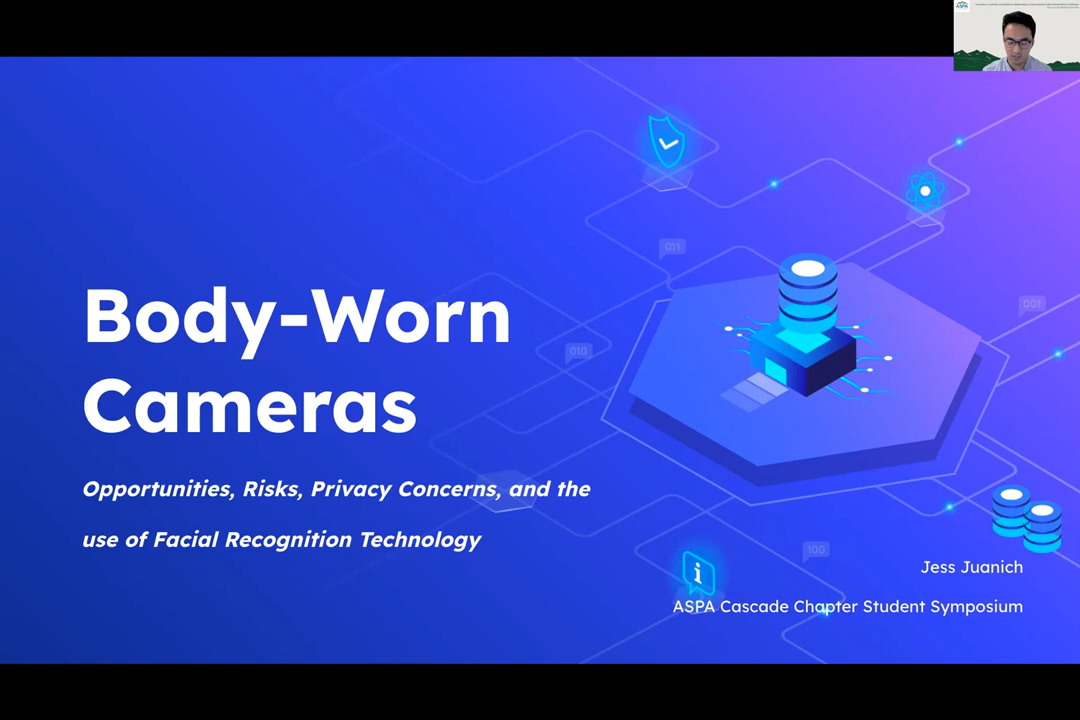 ASPA
011
001
010
Body-Worn
Cameras
Opportunities, Risks, Privacy Concerns, and the
use of Facial Recognition Technology
100
i
Jess Juanich
ASPA Cascade Chapter Student Symposium